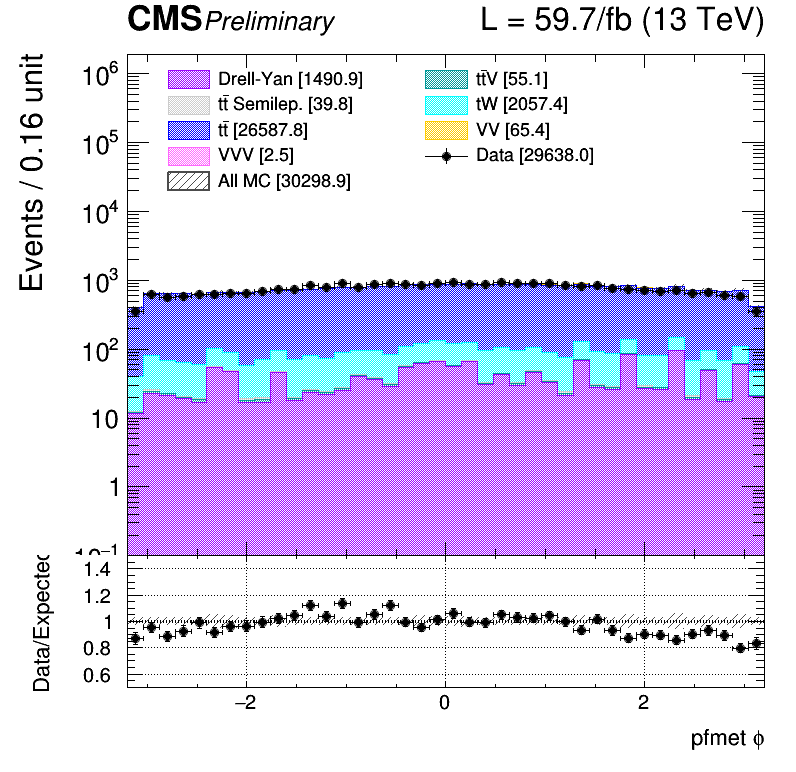 CMS Preliminary L = 59.7/fb (13 TeV)
Events / 0.16 unit
Drell-Yan [1490.9] tt̄V [55.1]
tt̄ Semilep. [39.8] tW [2057.4]
tt̄ [26587.8] VV [65.4]
VVV [2.5] Data [29638.0]
All MC [30298.9]
10⁶
10⁵
10⁴
10³
10²
10
1
10⁻¹
Data/Expected
1.4
1.2
1
0.8
0.6
−2 0 2
pfmet ϕ